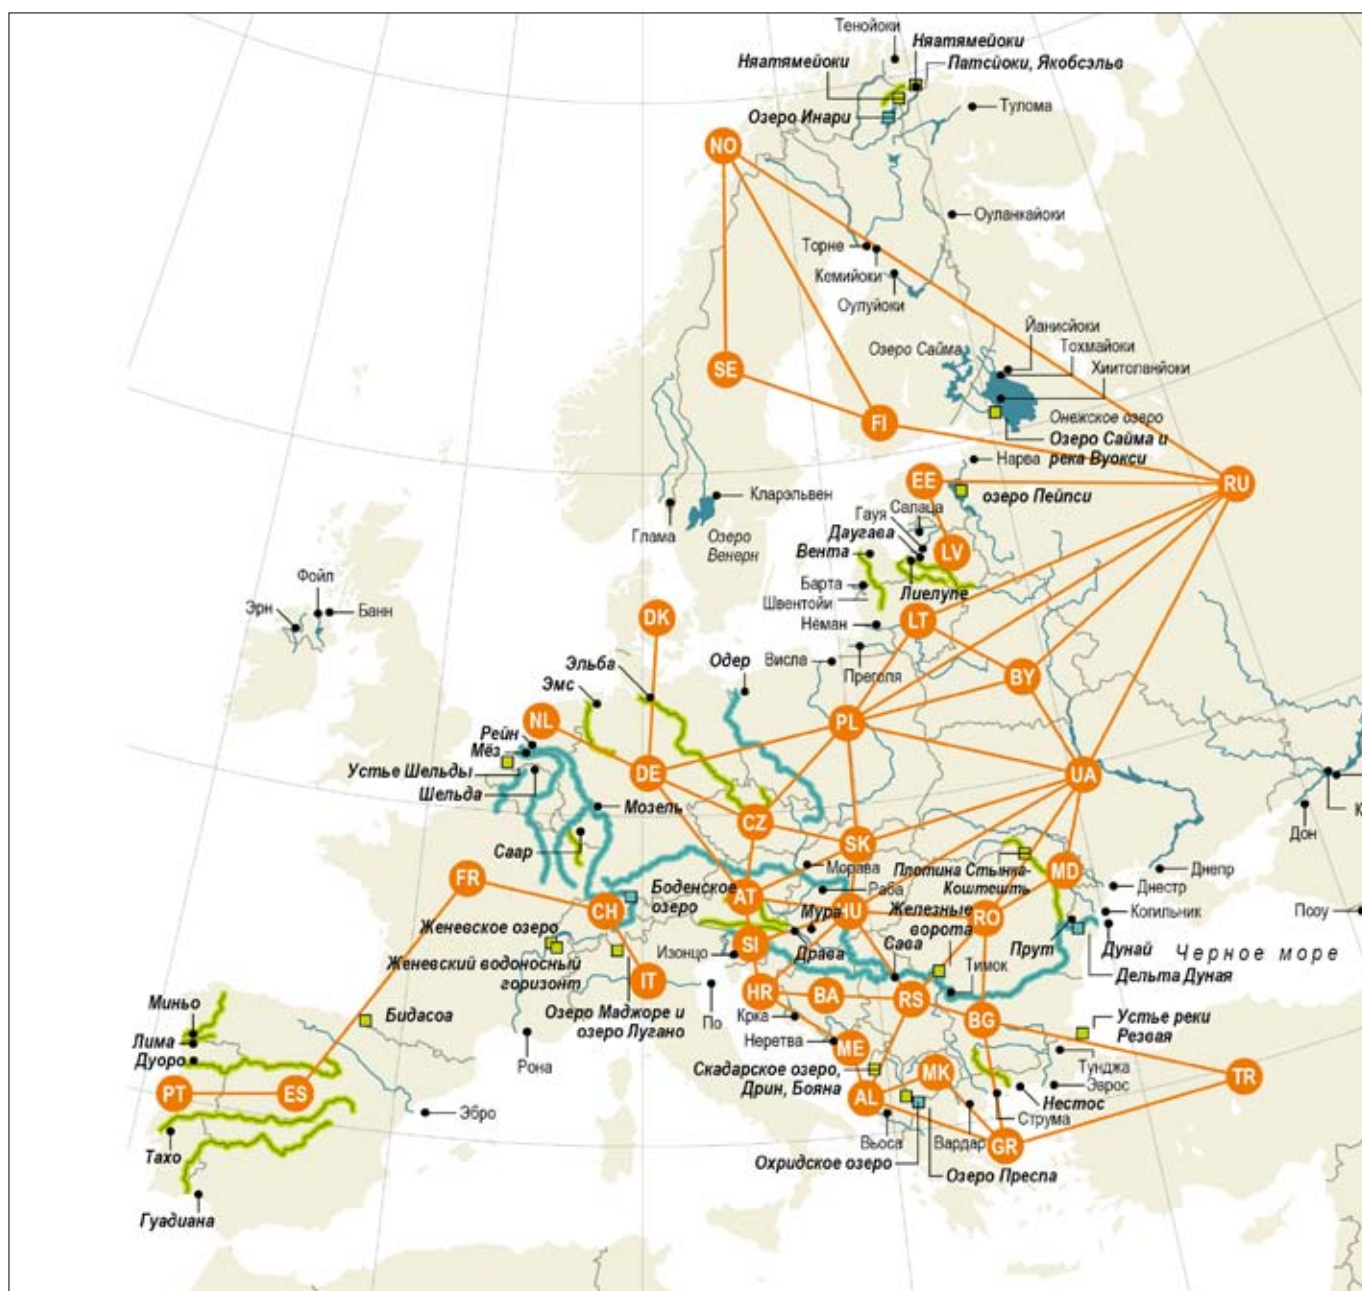 Тенойоки
Няатямейоки
Няатямейоки
Патсйоки, Якобсэльв
Озеро Инари
Тулома
NO
Оуланкайоки
Торне
Кемийоки
Оулуйоки
Йанисйоки
Озеро Сайма
Тохмайоки
Хиитоланйоки
SE
FI
Онежское озеро
Озеро Сайма и
река Вуокси
Нарва
EE
RU
озеро Пейпси
Кларэльвен
Салаца
Гауя
Глама
Озеро
Венерн
Даугава
Вента
LV
Фойл
Эрн
Банн
Барта
Швентойи
Лиелупе
DK
Нёман
LT
Эльба
Одер
Висла
Преголя
Эмс
BY
NL
PL
Рейн
Мёз
Устье Шельды
DE
UA
Шельда
Мозель
К
CZ
Дон
Саар
SK
Морава
Плотина Стынка-
Коштешть
MD
Днепр
FR
Боденское
озеро
AT
Раба
Днестр
CH
Мура
HU
Железные
ворота
RO
Когильник
Псоу
Женевское озеро
SI
Прут
Дунай
Изонцо
Драва
Сава
Черное море
Женевский водоносный
горизонт
Тимок
Дельта Дуная
IT
HR
BA
RS
Миньо
Озеро Маджоре и
озеро Лугано
По
Крка
BG
Бидасоа
Устье реки
Резвая
Лима
Рона
Неретва
ME
Дуоро
Скадарское озеро,
Дрин, Бояна
Тунджа
MK
TR
PT
ES
Эврос
AL
Нестос
Эбро
Струма
Вьоса
Вардар
GR
Тахо
Охридское озеро
Озеро Преспа
Гуадиана